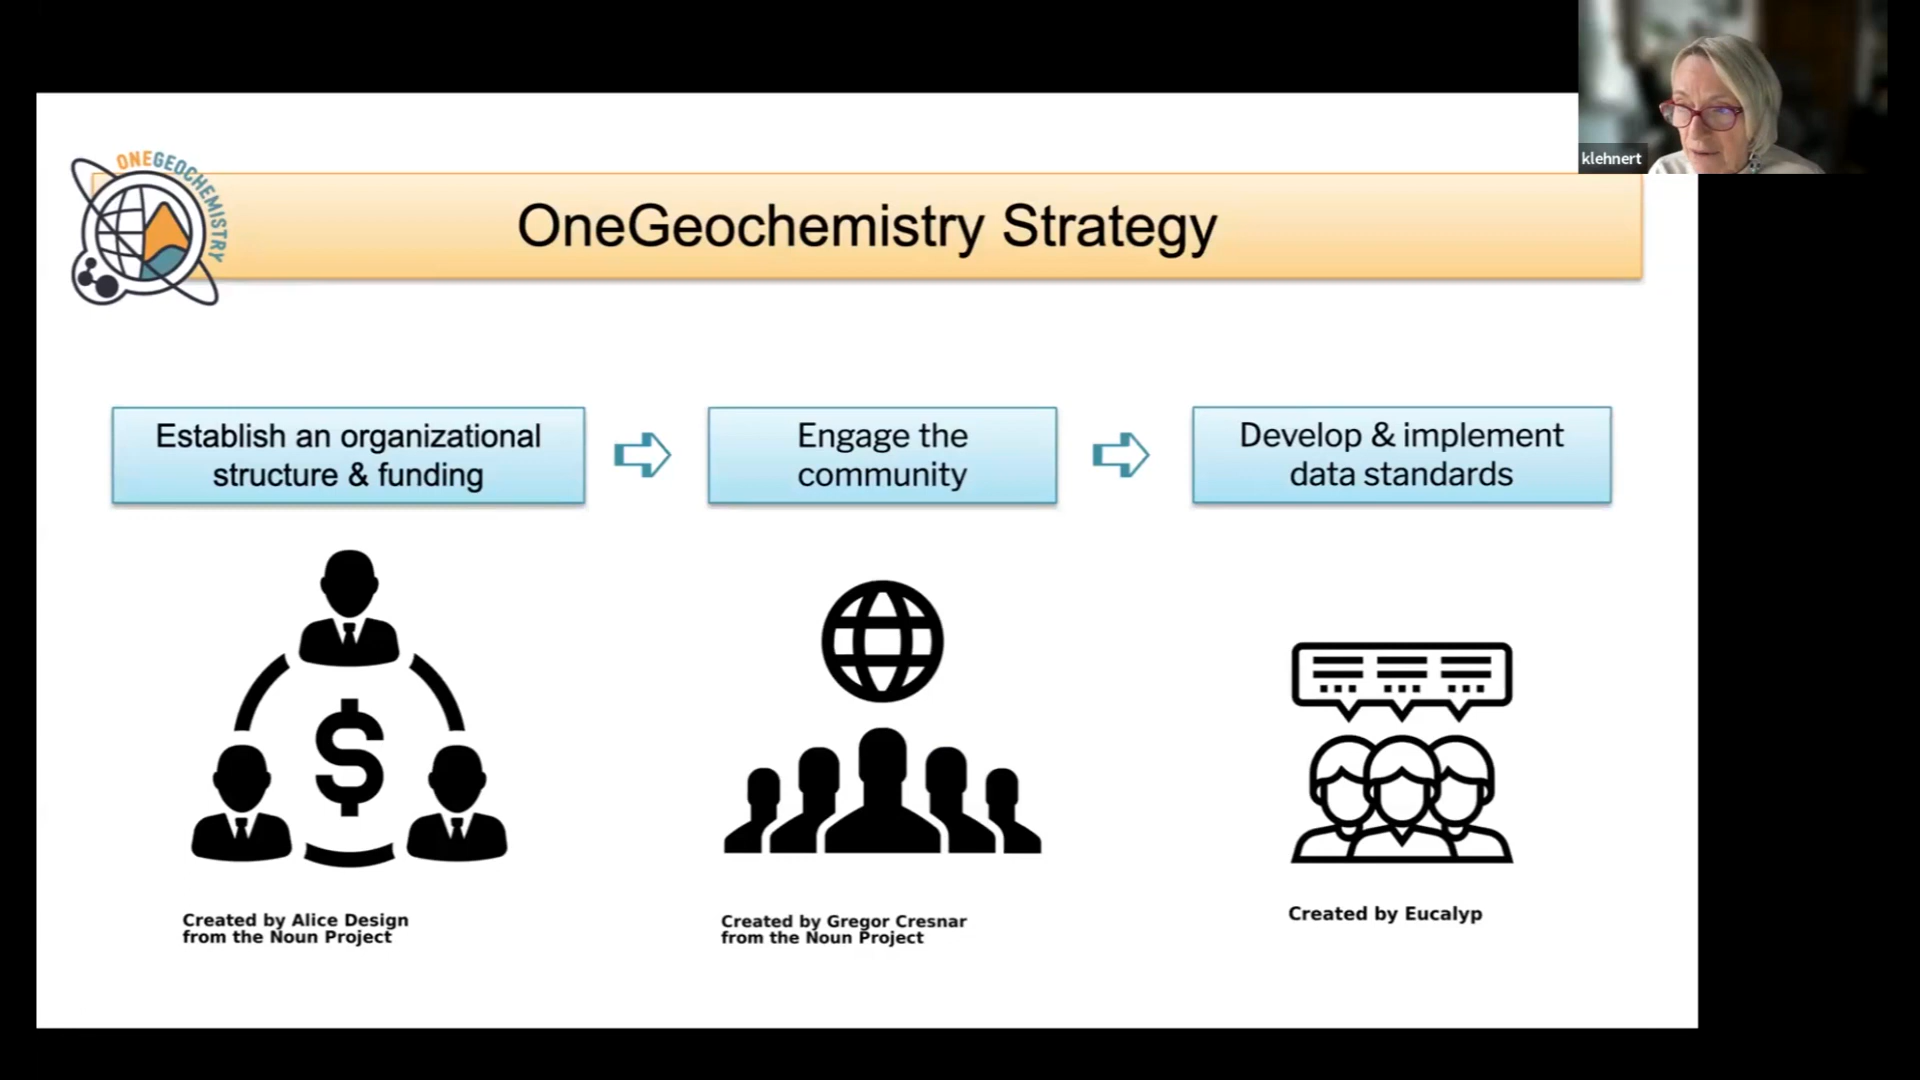 klehnert
ONEGEOCHEMISTRY
OneGeochemistry Strategy
Establish an organizational
structure & funding
Engage the
community
Develop & implement
data standards
$
Created by Alice Design
from the Noun Project
Created by Gregor Cresnar
from the Noun Project
Created by Eucalyp